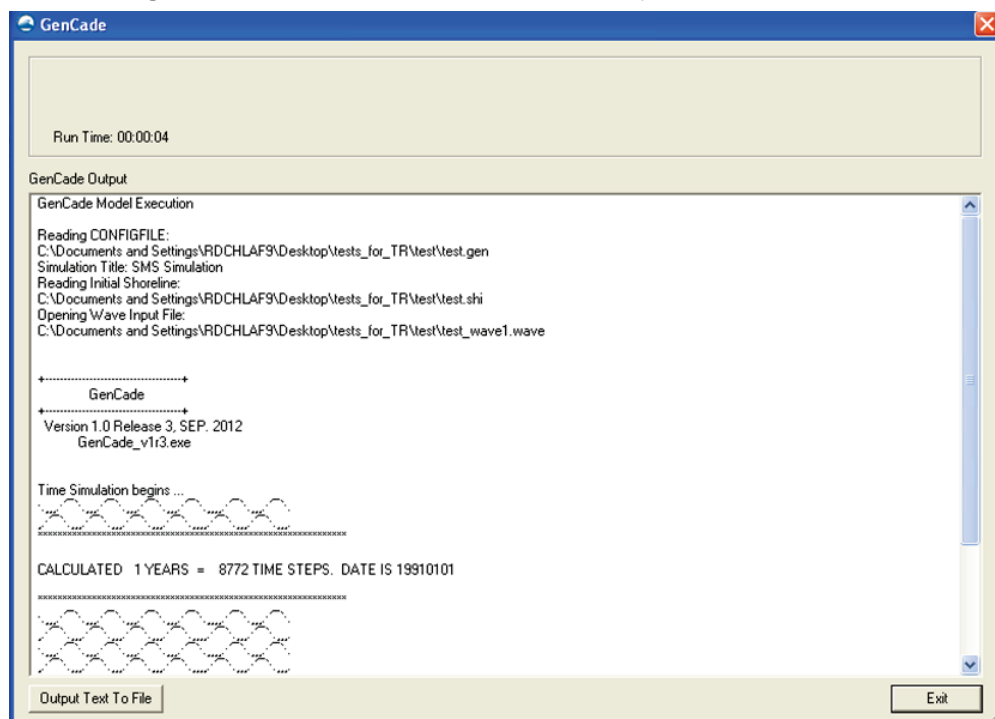 GenCade
Run Time: 00:00:04
GenCade Output
GenCade Model Execution
Reading CONFIGFILE:
C:\Documents and Settings\RDCHLAF9\Desktop\tests_for_TR\test\test.gen
Simulation Title: SMS Simulation
Reading Initial Shoreline:
C:\Documents and Settings\RDCHLAF9\Desktop\tests_for_TR\test\test.shi
Opening Wave Input File:
C:\Documents and Settings\RDCHLAF9\Desktop\tests_for_TR\test\test_wave1.wave
GenCade
Version 1.0 Release 3, SEP. 2012
GenCade_v1r3.exe
Time Simulation begins ...
CALCULATED 1 YEARS = 8772 TIME STEPS. DATE IS 19910101
Output Text To File
Exit